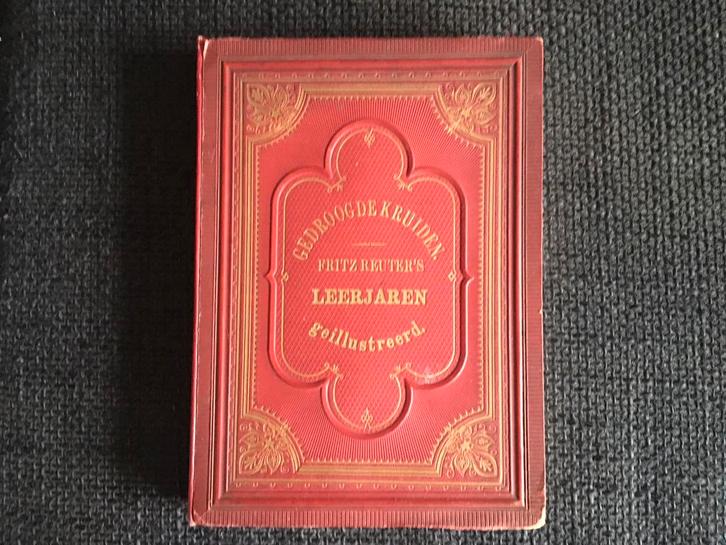 GEDROOGDE KRUIDEN.
FRITZ REUTER'S
LEERJAREN
geillustreerd.